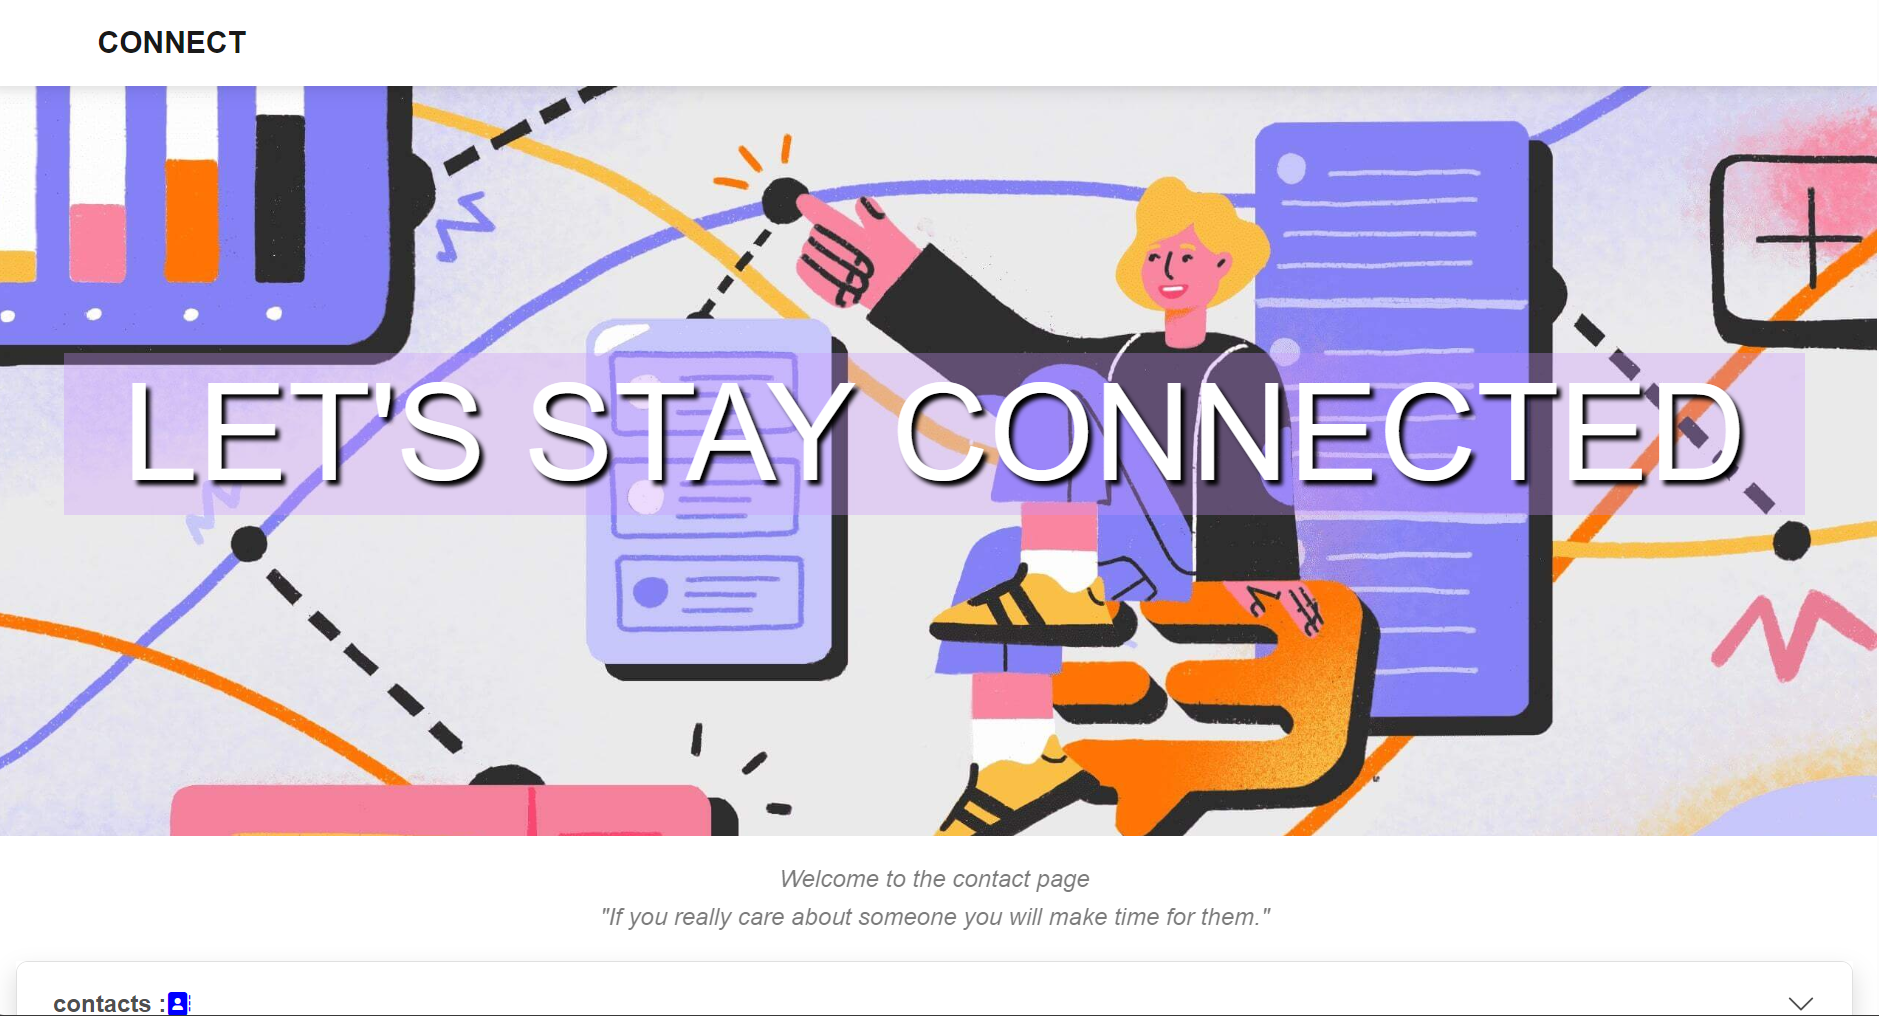 CONNECT
LET'S STAY CONNECTED
Welcome to the contact page
"If you really care about someone you will make time for them."
contacts :